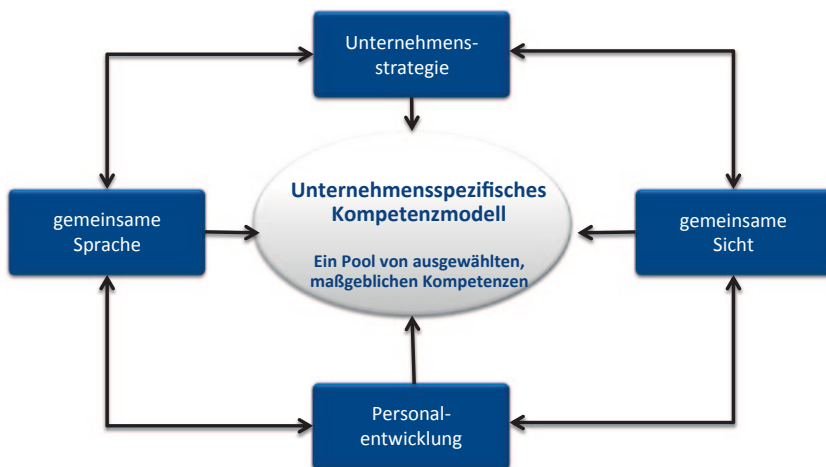 Unternehmens-
strategie
gemeinsame
Sprache
Unternehmensspezifisches
Kompetenzmodell
Ein Pool von ausgewählten,
maßgeblichen Kompetenzen
gemeinsame
Sicht
Personal-
entwicklung